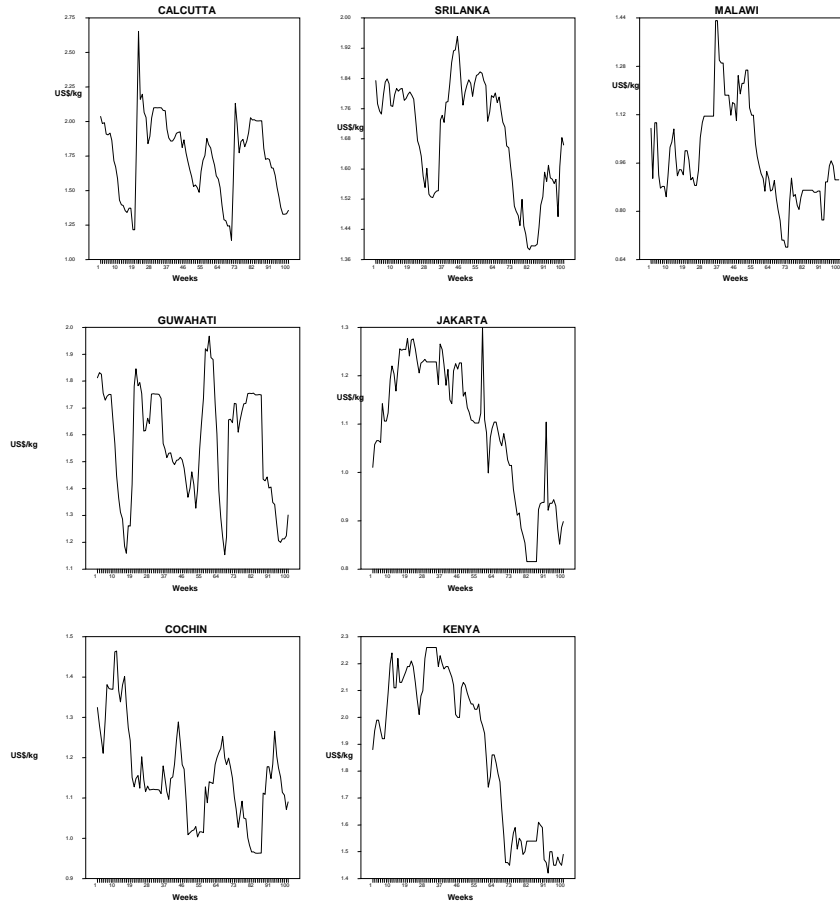 CALCUTTA
2.75
2.50
US$/kg
2.25
2.00
1.75
1.50
1.25
1.00
1 10 19 28 37 46 55 64 73 82 91 100
Weeks
SRILANKA
2.00
1.92
1.84
1.76
US$/kg
1.68
1.60
1.52
1.44
1.36
1 10 19 28 37 46 55 64 73 82 91 100
Weeks
MALAWI
1.44
1.28
US$/kg
1.12
0.96
0.80
0.64
1 10 19 28 37 46 55 64 73 82 91 100
Weeks
GUWAHATI
2.0
1.9
1.8
1.7
1.6
US$/kg
1.5
1.4
1.3
1.2
1.1
1 10 19 28 37 46 55 64 73 82 91 100
Weeks
JAKARTA
1.3
1.2
US$/kg
1.1
1.0
0.9
0.8
1 10 19 28 37 46 55 64 73 82 91 100
Weeks
COCHIN
1.5
1.4
1.3
1.2
US$/kg
1.1
1.0
0.9
1 10 19 28 37 46 55 64 73 82 91 100
Weeks
KENYA
2.3
2.2
2.1
2.0
1.9
US$/kg
1.8
1.7
1.6
1.5
1.4
1 10 19 28 37 46 55 64 73 82 91 100
Weeks